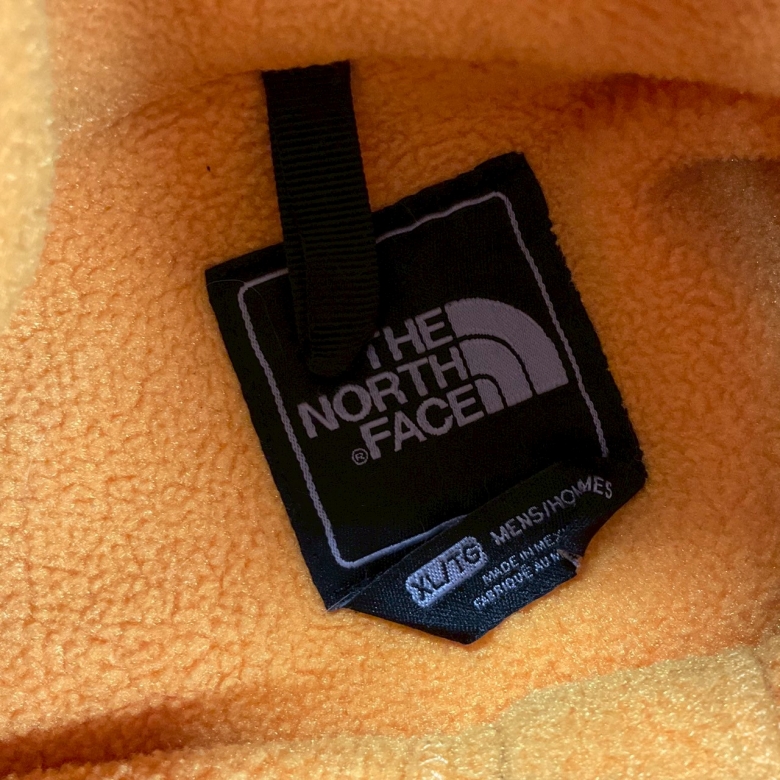 THE
NORTH
FACE
®
XL/TG MENS/HOMMES
MADE IN
FABRIQUE AU